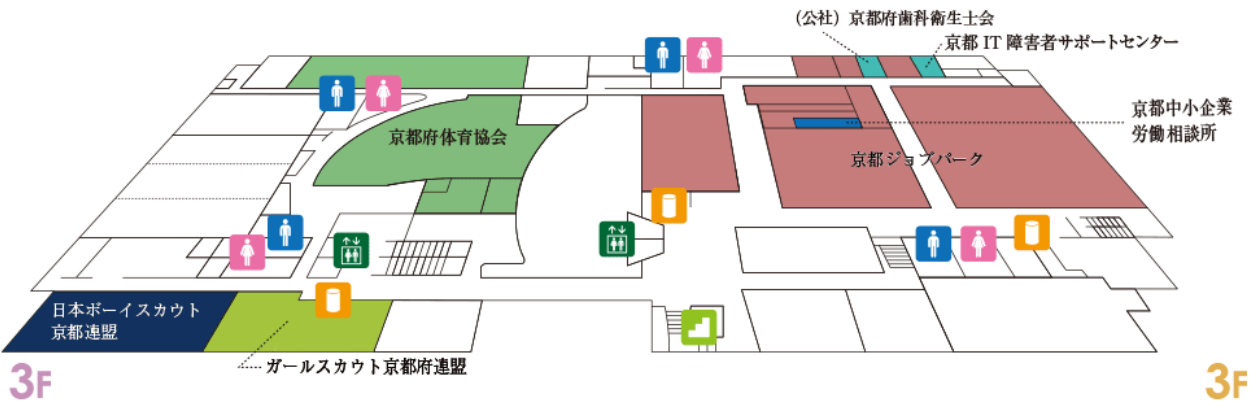 （公社）京都府歯科衛生士会
京都 IT 障害者サポートセンター
京都中小企業
労働相談所
京都府体育協会
京都ジョブパーク
日本ボーイスカウト
京都連盟
ガールスカウト京都府連盟
3F
3F